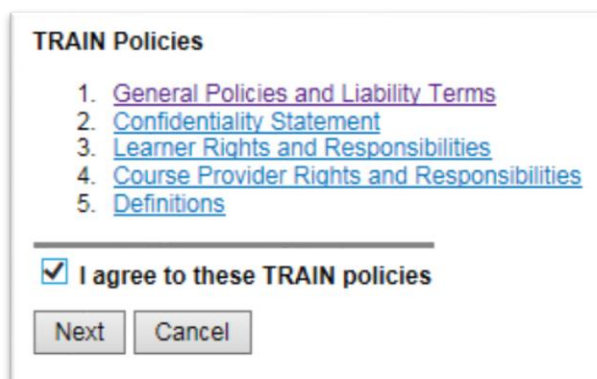 TRAIN Policies
1. General Policies and Liability Terms
2. Confidentiality Statement
3. Learner Rights and Responsibilities
4. Course Provider Rights and Responsibilities
5. Definitions
I agree to these TRAIN policies
Next Cancel